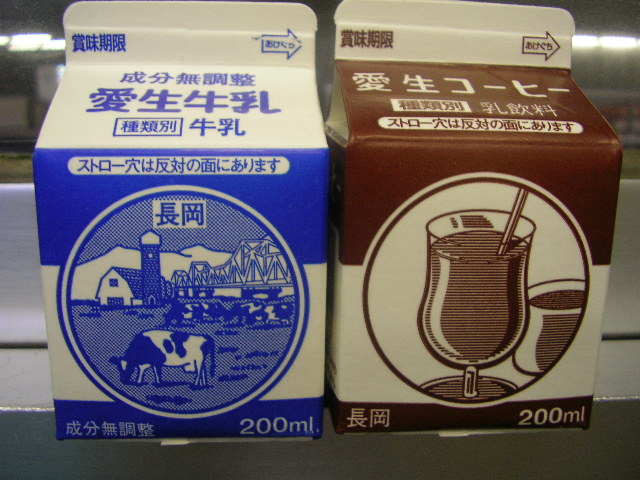 賞味期限
あけぐち
成分無調整
愛生牛乳
種類別 牛乳
ストロー穴は反対の面にあります
長岡
成分無調整 200ml
賞味期限
あけぐち
愛生コーヒー
種類別 乳飲料
ストロー穴は反対の面にあります
長岡 200ml